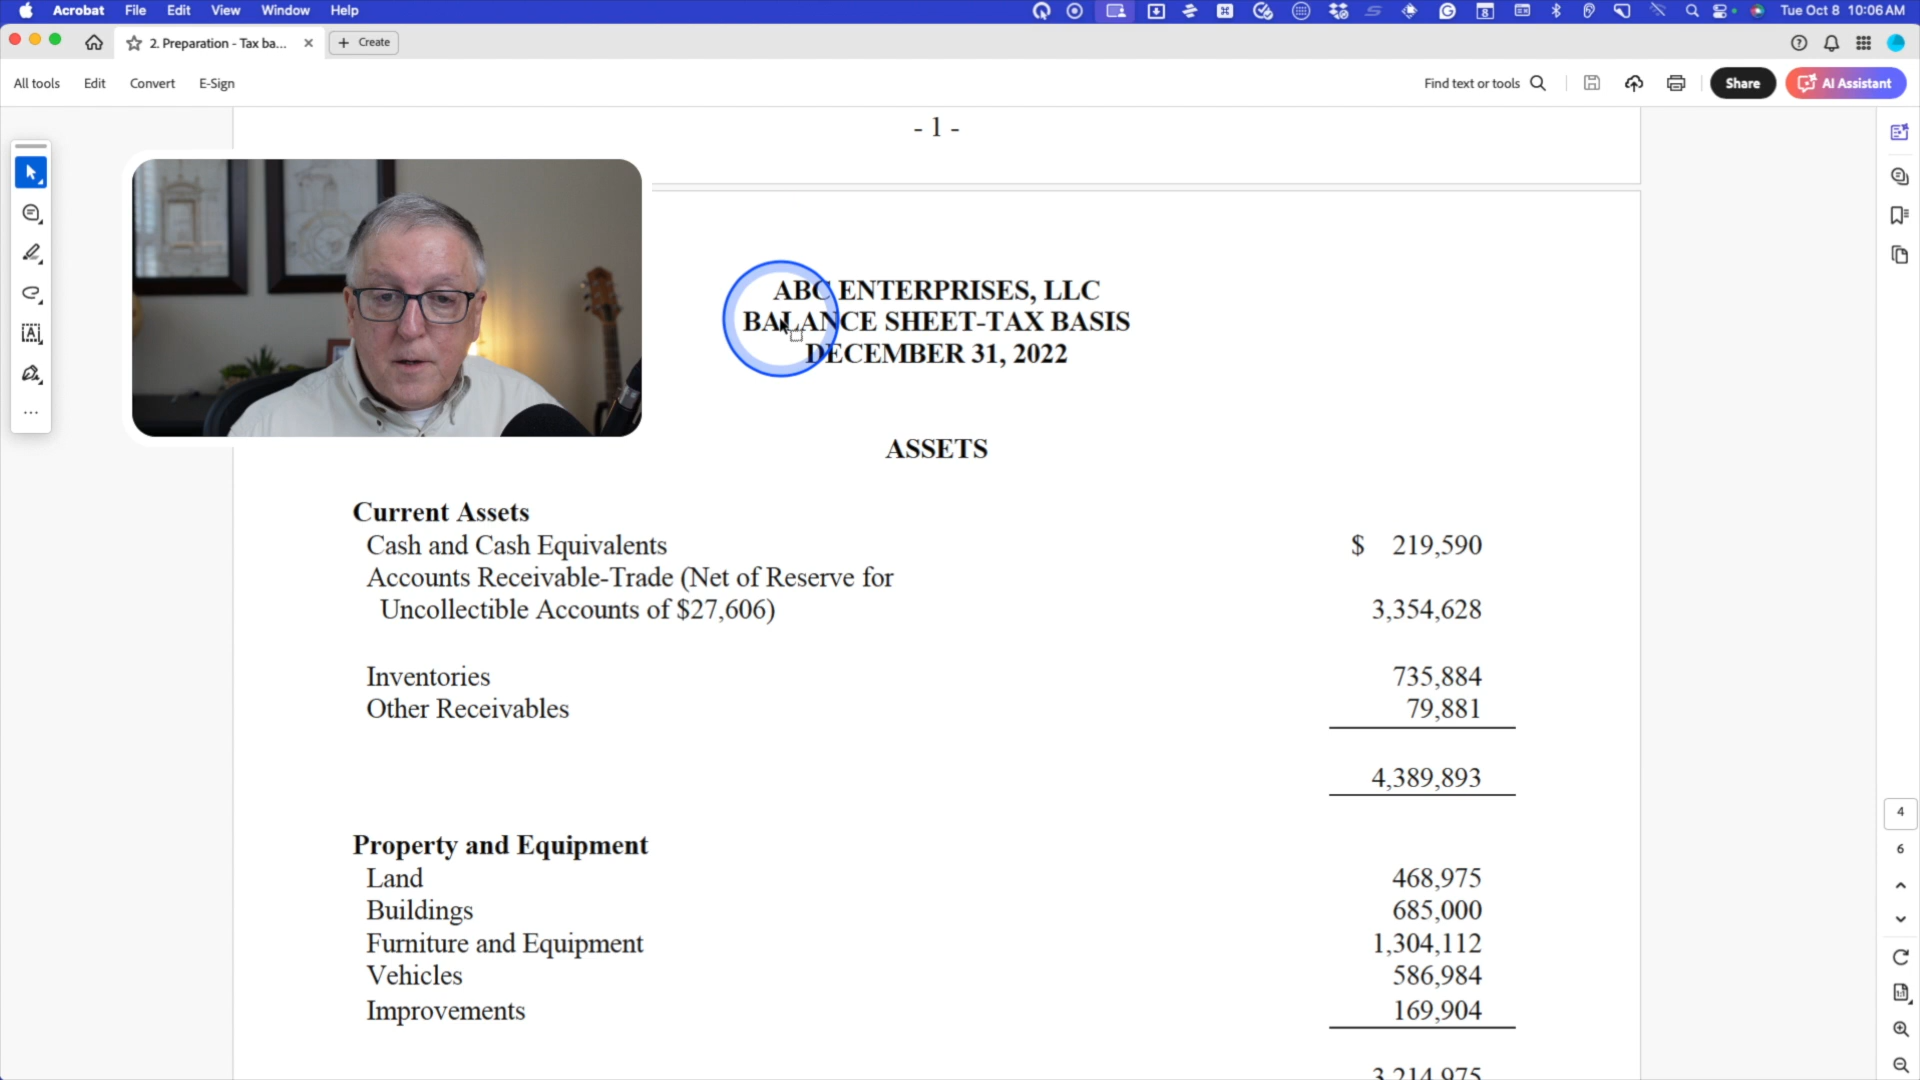 Acrobat File Edit View Window Help
8 Tue Oct 8 10:06 AM
2. Preparation - Tax ba... Create
All tools Edit Convert E-Sign
Find text or tools Share AI Assistant
- 1 -
ABC ENTERPRISES, LLC
BALANCE SHEET-TAX BASIS
DECEMBER 31, 2022
ASSETS
Current Assets
Cash and Cash Equivalents $ 219,590
Accounts Receivable-Trade (Net of Reserve for
Uncollectible Accounts of $27,606) 3,354,628
Inventories 735,884
Other Receivables 79,881
4,389,893
Property and Equipment
Land 468,975
Buildings 685,000
Furniture and Equipment 1,304,112
Vehicles 586,984
Improvements 169,904
3,214,975
4
6